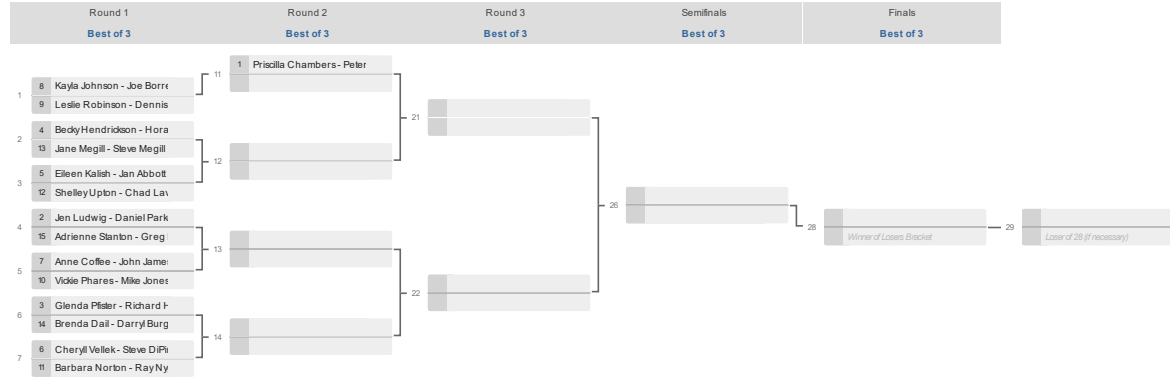 Round 1
Round 2
Round 3
Semifinals
Finals
Best of 3
Best of 3
Best of 3
Best of 3
Best of 3
1
8 Kayla Johnson - Joe Borre
9 Leslie Robinson - Dennis
2
4 Becky Hendrickson - Hora
13 Jane Megill - Steve Megill
3
5 Eileen Kalish - Jan Abbott
12 Shelley Upton - Chad Lav
4
2 Jen Ludwig - Daniel Park
15 Adrienne Stanton - Greg
5
7 Anne Coffee - John James
10 Vickie Phares - Mike Jones
6
3 Glenda Pfister - Richard H
14 Brenda Dail - Darryl Burg
7
6 Cheryll Vellek - Steve DiPi
11 Barbara Norton - Ray Ny
11
1 Priscilla Chambers - Peter
12
13
14
21
22
26
28
Winner of Losers Bracket
29
Loser of 28 (if necessary)